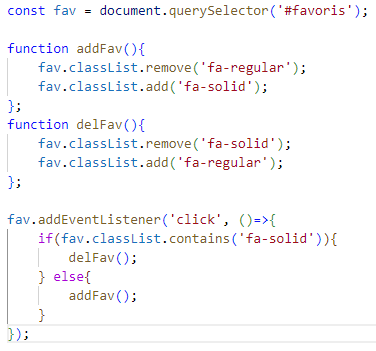 const fav = document.querySelector('#favoris');

function addFav(){
    fav.classList.remove('fa-regular');
    fav.classList.add('fa-solid');
};
function delFav(){
    fav.classList.remove('fa-solid');
    fav.classList.add('fa-regular');
};

fav.addEventListener('click', ()=>{
    if(fav.classList.contains('fa-solid')){
        delFav();
    } else{
        addFav();
    }
});